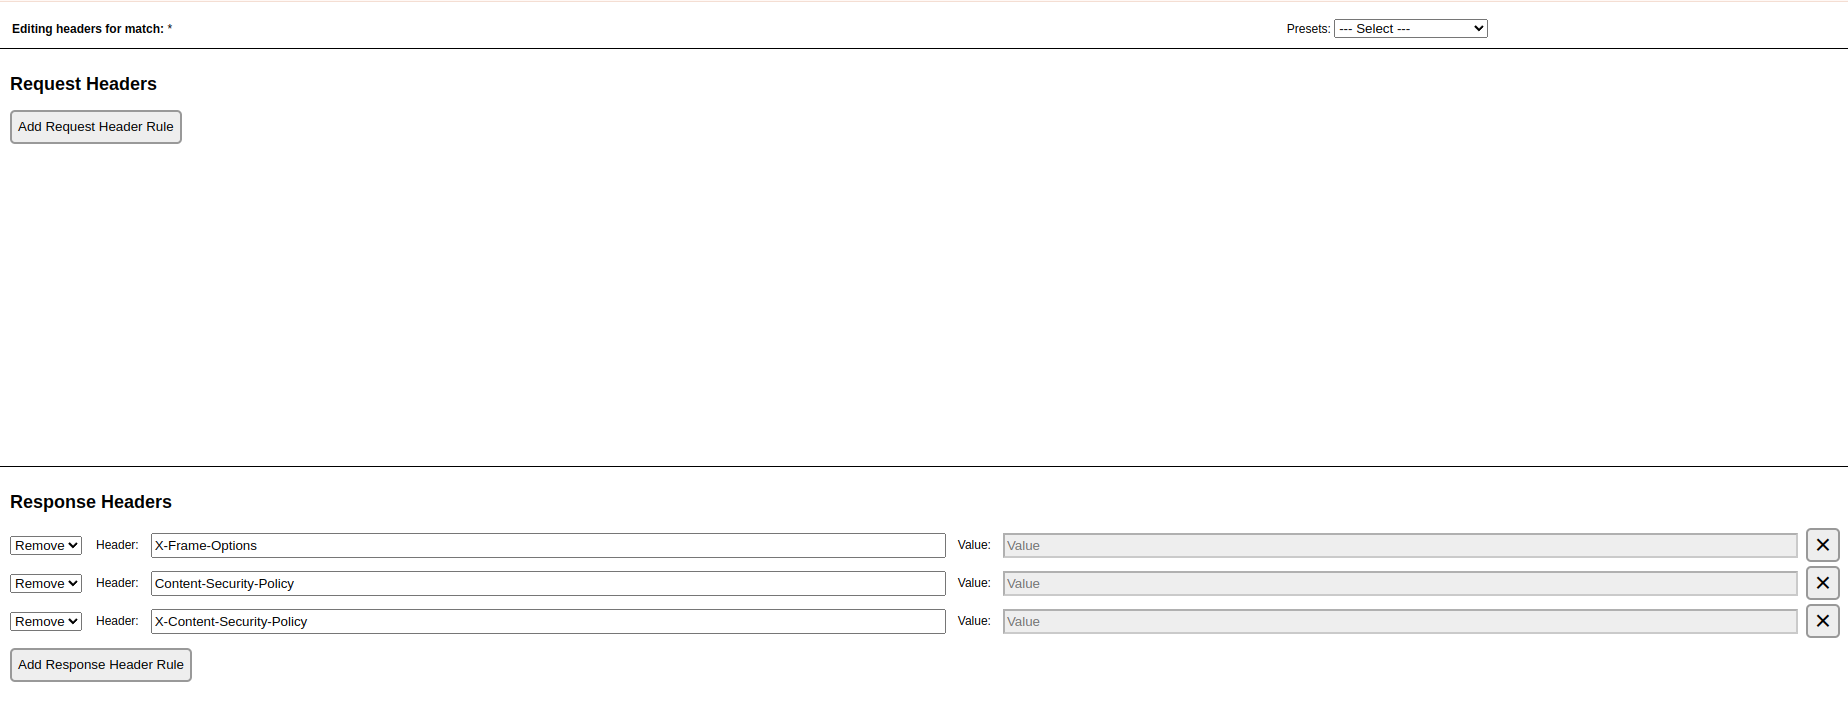 Editing headers for match: * Presets: --- Select ---
Request Headers
Add Request Header Rule
Response Headers
Remove Header: X-Frame-Options Value: Value ✕
Remove Header: Content-Security-Policy Value: Value ✕
Remove Header: X-Content-Security-Policy Value: Value ✕
Add Response Header Rule